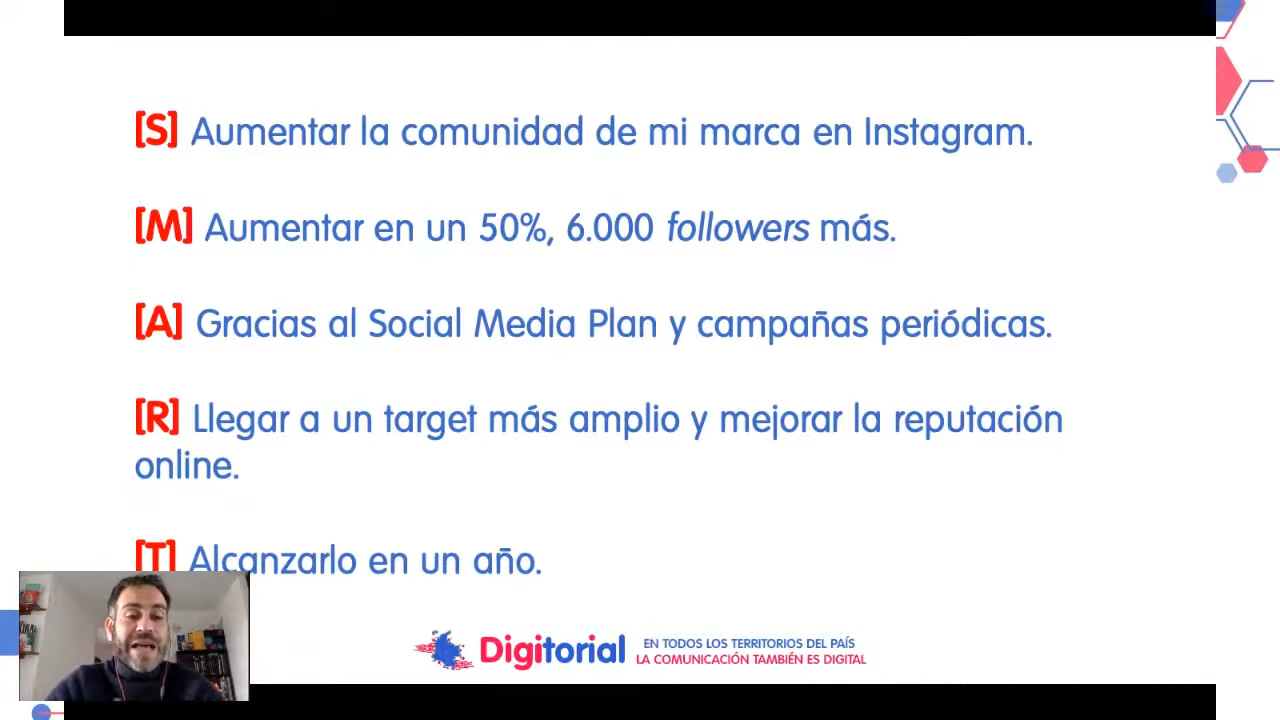 [S] Aumentar la comunidad de mi marca en Instagram.
[M] Aumentar en un 50%, 6.000 followers más.
[A] Gracias al Social Media Plan y campañas periódicas.
[R] Llegar a un target más amplio y mejorar la reputación
online.
[T] Alcanzarlo en un año.
Digitorial
EN TODOS LOS TERRITORIOS DEL PAÍS
LA COMUNICACIÓN TAMBIÉN ES DIGITAL